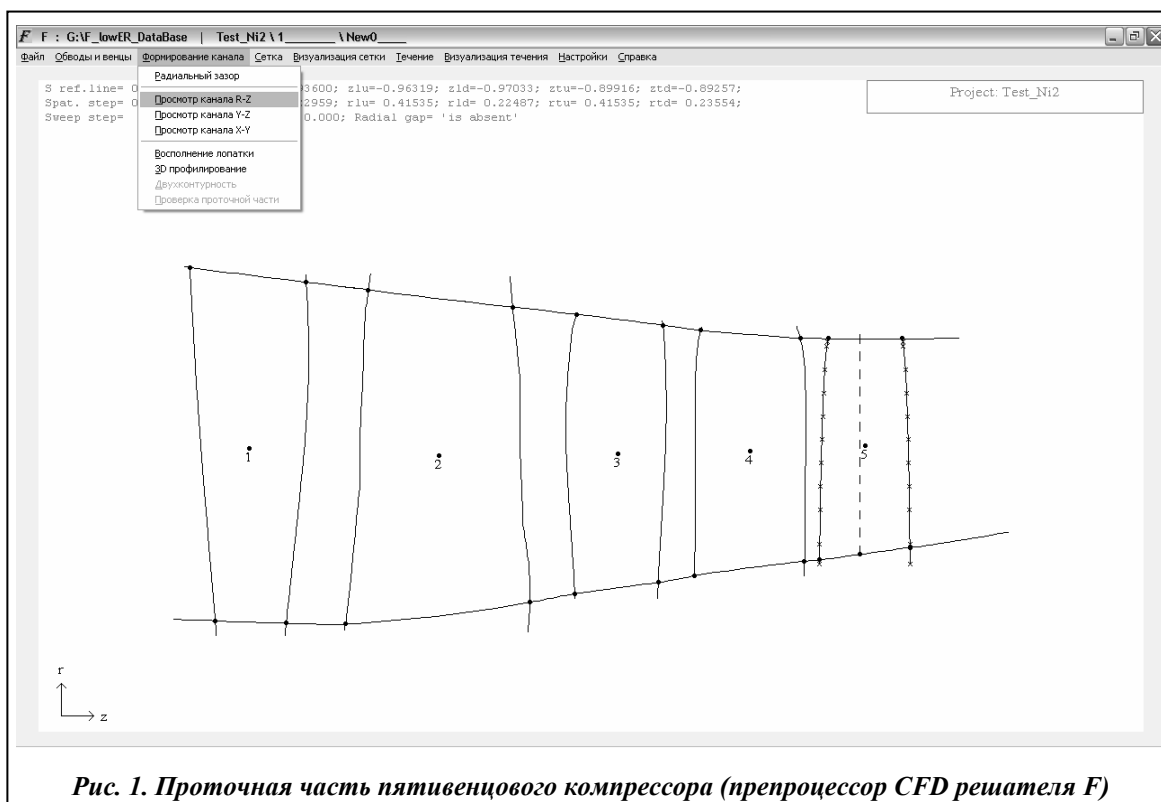 F F : G:\F_lowER_DataBase | Test_Ni2 \ 1________ \ New0____
Файл Обводы и венцы Формирование канала Сетка Визуализация сетки Течение Визуализация течения Настройки Справка
Радиальный зазор
Просмотр канала R-Z
Просмотр канала Y-Z
Просмотр канала X-Y
Восполнение лопатки
3D профилирование
Двухконтурность
Проверка проточной части
S ref.line= 0 93600; zlu=-0.96319; zld=-0.97033; ztu=-0.89916; ztd=-0.89257;
Spat. step= 0 22959; rlu= 0.41535; rld= 0.22487; rtu= 0.41535; rtd= 0.23554;
Sweep step= 0.000; Radial gap= 'is absent'
Project: Test_Ni2
1
2
3
4
5
r
z
Рис. 1. Проточная часть пятивенцового компрессора (препроцессор CFD решателя F)